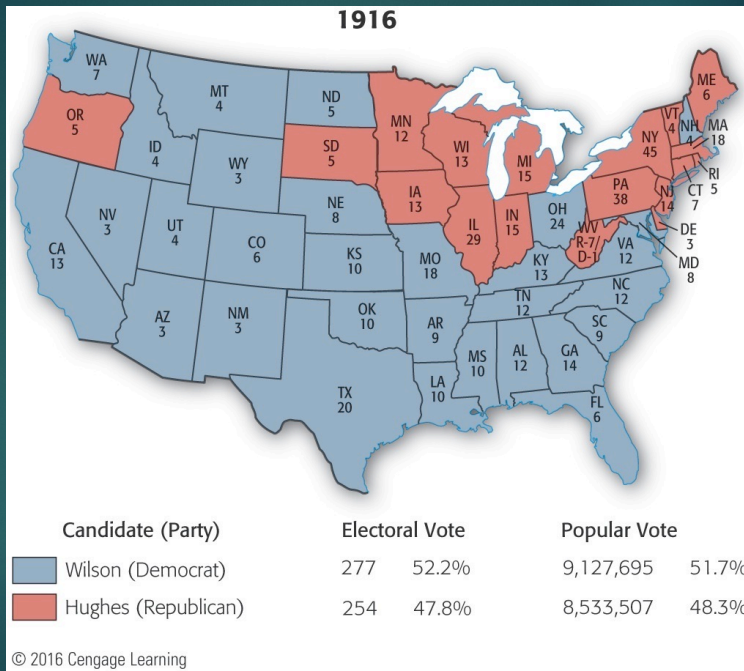 1916
WA
7
OR
5
CA
13
NV
3
ID
4
MT
4
WY
3
UT
4
AZ
3
CO
6
NM
3
ND
5
SD
5
NE
8
KS
10
OK
10
TX
20
MN
12
IA
13
MO
18
AR
9
LA
10
WI
13
IL
29
MI
15
IN
15
OH
24
KY
13
TN
12
MS
10
AL
12
GA
14
FL
6
SC
9
NC
12
VA
12
WV
R-7/
D-1
PA
38
NY
45
VT
4
NH
4
ME
6
MA
18
RI
5
CT
7
NJ
14
DE
3
MD
8
Candidate (Party) Electoral Vote Popular Vote
Wilson (Democrat) 277 52.2% 9,127,695 51.7%
Hughes (Republican) 254 47.8% 8,533,507 48.3%
© 2016 Cengage Learning